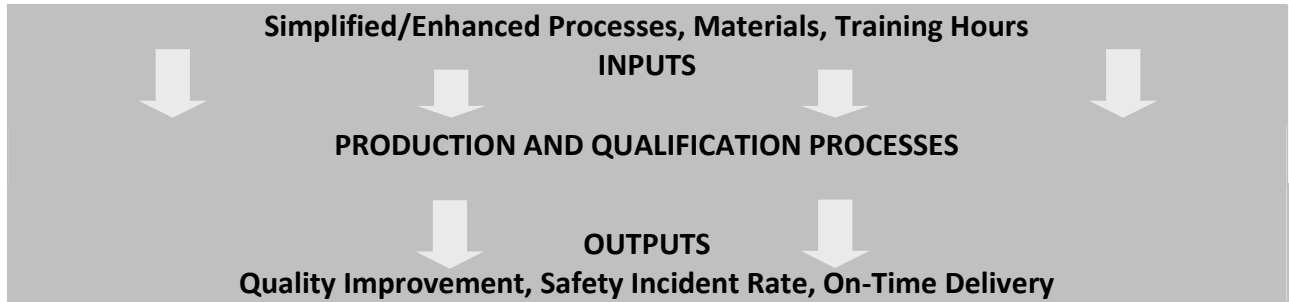 Simplified/Enhanced Processes, Materials, Training Hours
INPUTS
PRODUCTION AND QUALIFICATION PROCESSES
OUTPUTS
Quality Improvement, Safety Incident Rate, On-Time Delivery